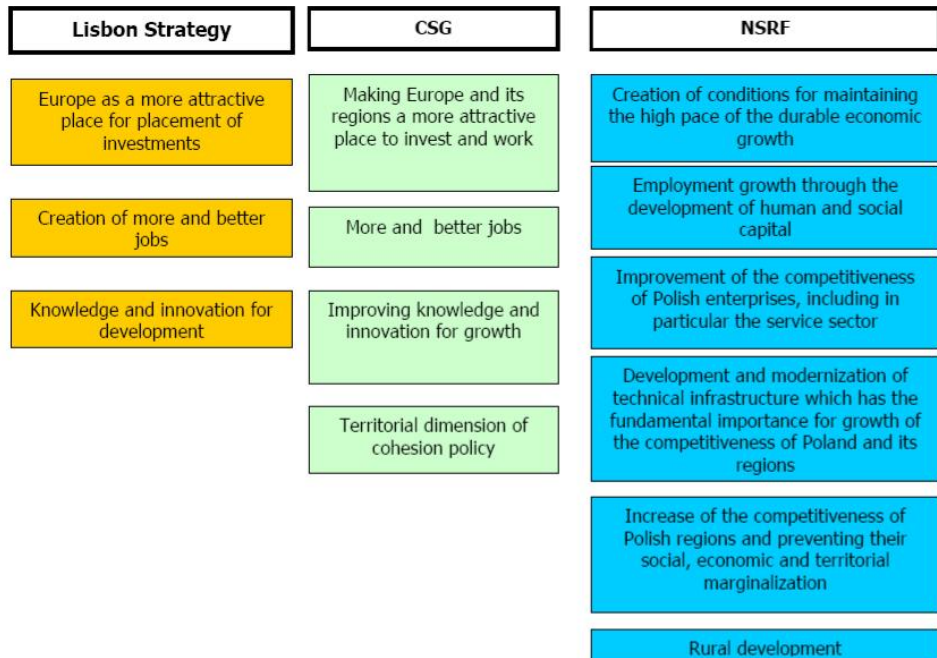 Lisbon Strategy
Europe as a more attractive
place for placement of
investments
Creation of more and better
jobs
Knowledge and innovation for
development
CSG
Making Europe and its
regions a more attractive
place to invest and work
More and better jobs
Improving knowledge and
innovation for growth
Territorial dimension of
cohesion policy
NSRF
Creation of conditions for maintaining
the high pace of the durable economic
growth
Employment growth through the
development of human and social
capital
Improvement of the competitiveness
of Polish enterprises, including in
particular the service sector
Development and modernization of
technical infrastructure which has the
fundamental importance for growth of
the competitiveness of Poland and its
regions
Increase of the competitiveness of
Polish regions and preventing their
social, economic and territorial
marginalization
Rural development